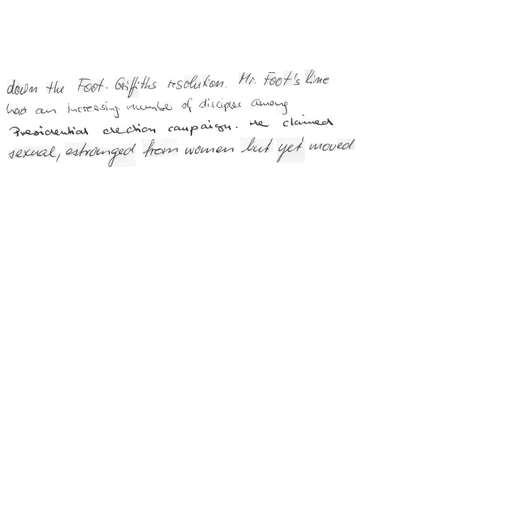 down the Foot-Griffiths resolution. Mr. Foot's line
has an increasing number of disciples among
Presidential election campaign. He claimed
sexual, estranged from women but yet moved